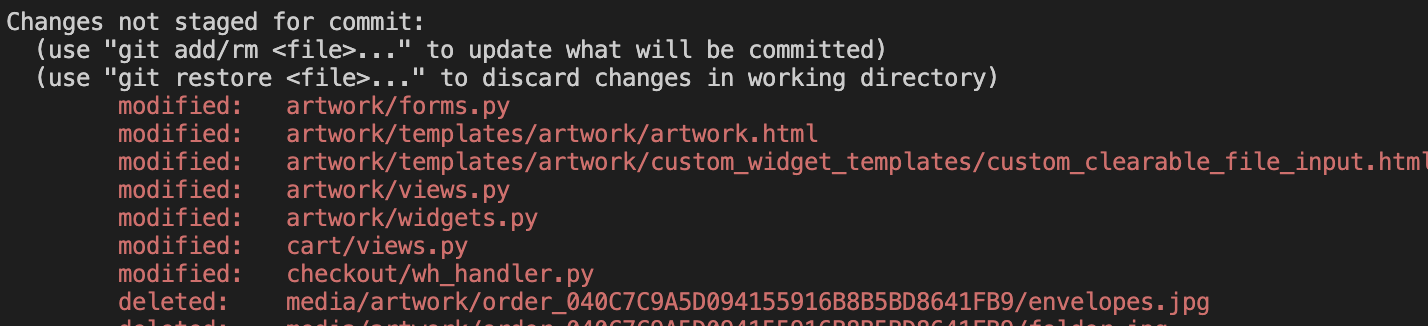 Changes not staged for commit:
(use "git add/rm <file>..." to update what will be committed)
(use "git restore <file>..." to discard changes in working directory)
modified: artwork/forms.py
modified: artwork/templates/artwork/artwork.html
modified: artwork/templates/artwork/custom_widget_templates/custom_clearable_file_input.html
modified: artwork/views.py
modified: artwork/widgets.py
modified: cart/views.py
modified: checkout/wh_handler.py
deleted: media/artwork/order_040C7C9A5D094155916B8B5BD8641FB9/envelopes.jpg